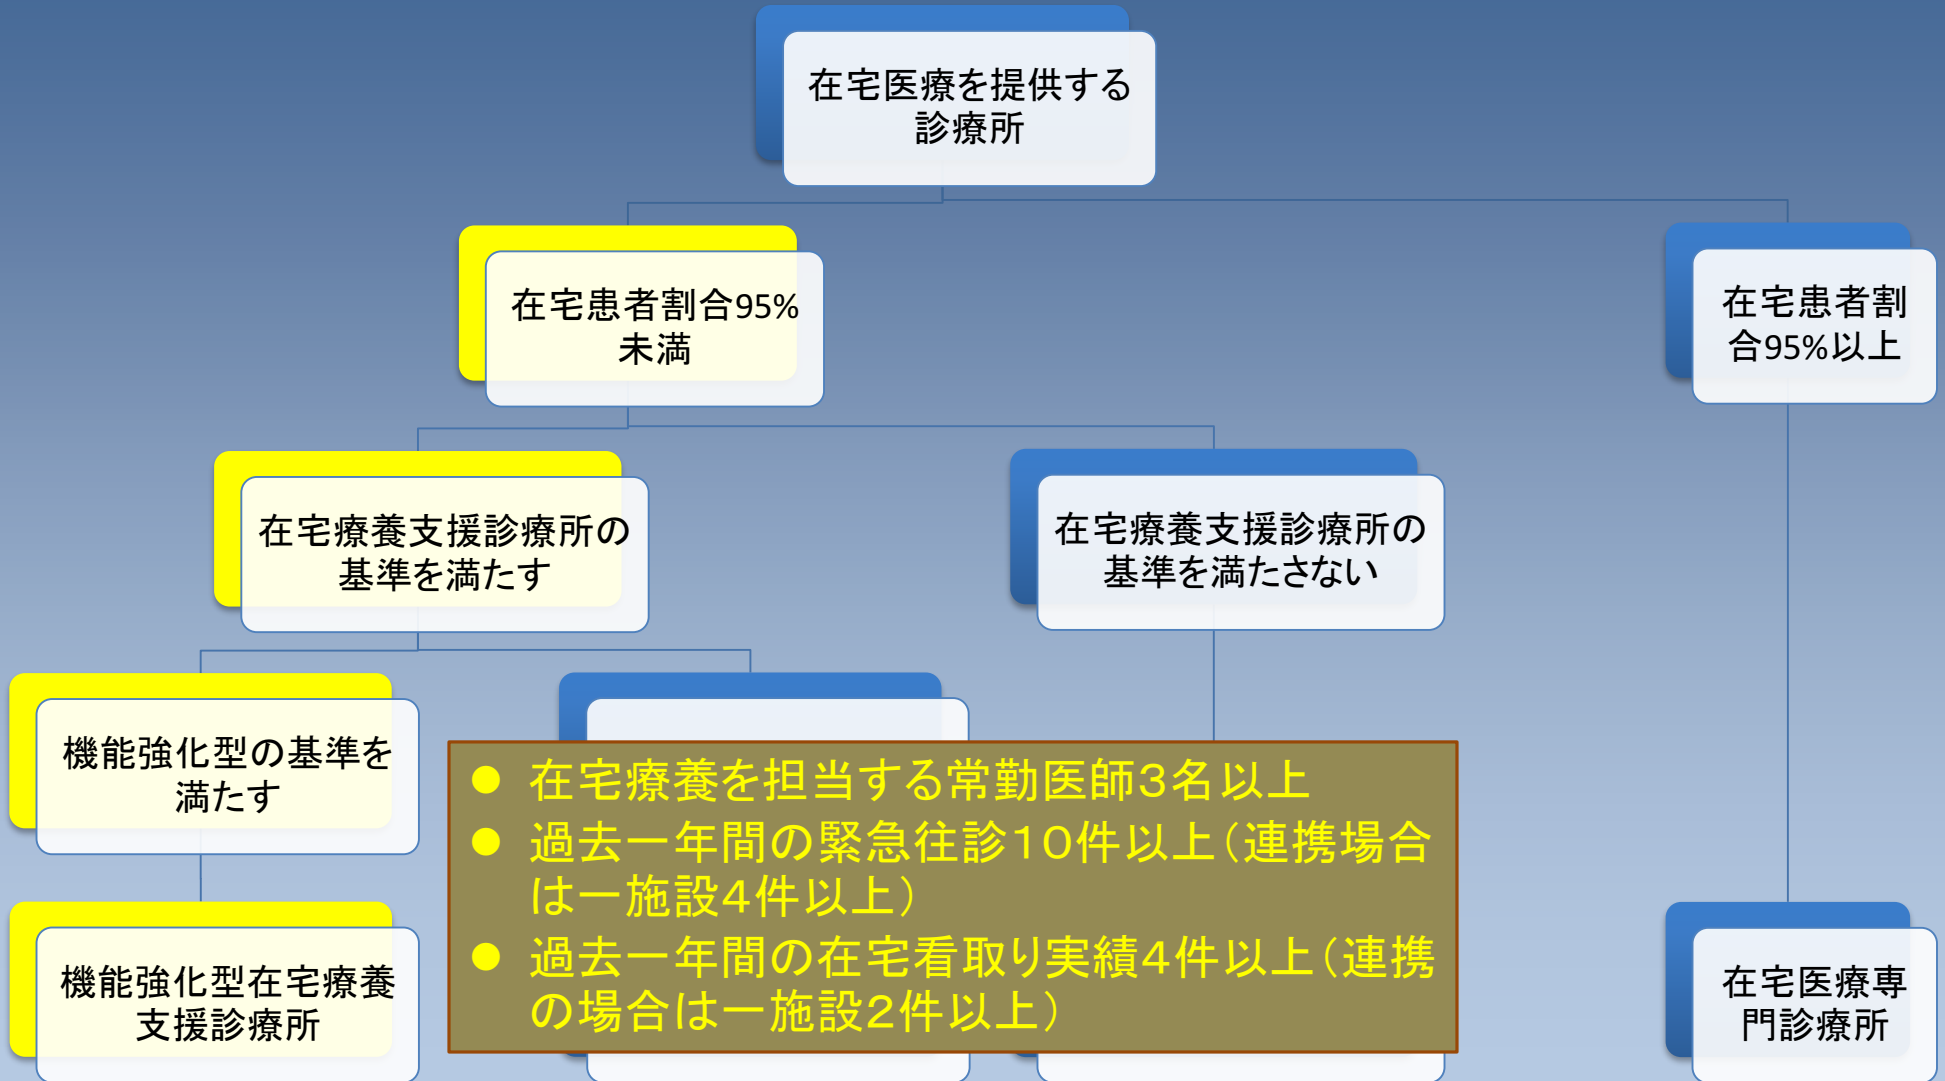 在宅医療を提供する
診療所
在宅患者割合95%
未満
在宅患者割
合95%以上
在宅療養支援診療所の
基準を満たす
在宅療養支援診療所の
基準を満たさない
機能強化型の基準を
満たす
● 在宅療養を担当する常勤医師３名以上
● 過去一年間の緊急往診１０件以上（連携場合
は一施設４件以上）
● 過去一年間の在宅看取り実績４件以上（連携
の場合は一施設２件以上）
機能強化型在宅療養
支援診療所
在宅医療専
門診療所